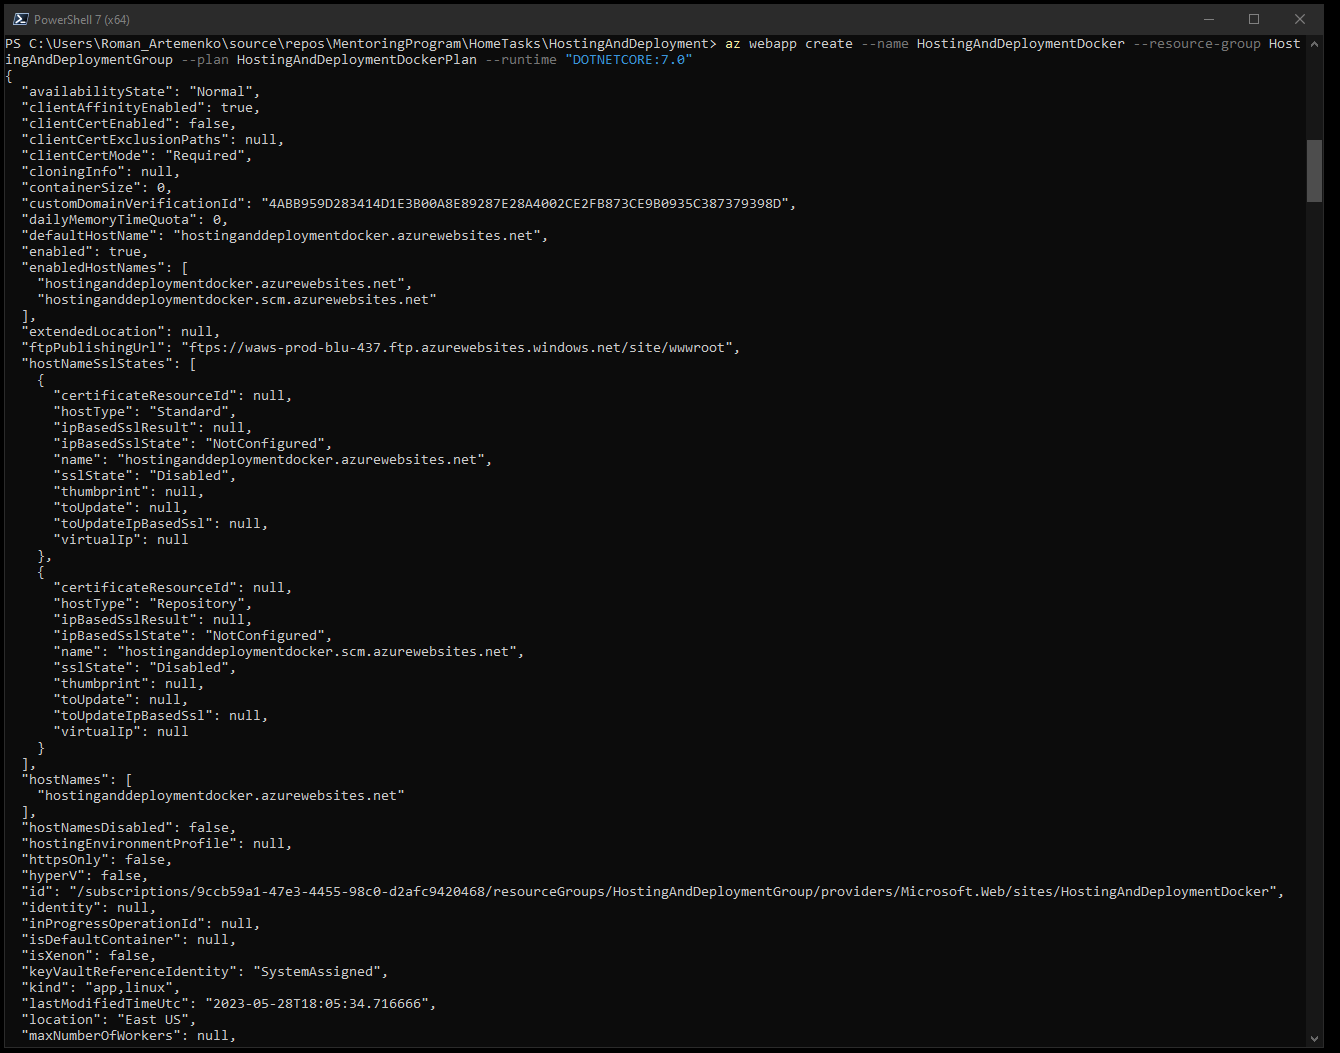 PowerShell 7 (x64)
PS C:\Users\Roman_Artemenko\source\repos\MentoringProgram\HomeTasks\HostingAndDeployment> az webapp create --name HostingAndDeploymentDocker --resource-group Host
ingAndDeploymentGroup --plan HostingAndDeploymentDockerPlan --runtime "DOTNETCORE:7.0"
{
  "availabilityState": "Normal",
  "clientAffinityEnabled": true,
  "clientCertEnabled": false,
  "clientCertExclusionPaths": null,
  "clientCertMode": "Required",
  "cloningInfo": null,
  "containerSize": 0,
  "customDomainVerificationId": "4ABB959D283414D1E3B00A8E89287E28A4002CE2FB873CE9B0935C387379398D",
  "dailyMemoryTimeQuota": 0,
  "defaultHostName": "hostinganddeploymentdocker.azurewebsites.net",
  "enabled": true,
  "enabledHostNames": [
    "hostinganddeploymentdocker.azurewebsites.net",
    "hostinganddeploymentdocker.scm.azurewebsites.net"
  ],
  "extendedLocation": null,
  "ftpPublishingUrl": "ftps://waws-prod-blu-437.ftp.azurewebsites.windows.net/site/wwwroot",
  "hostNameSslStates": [
    {
      "certificateResourceId": null,
      "hostType": "Standard",
      "ipBasedSslResult": null,
      "ipBasedSslState": "NotConfigured",
      "name": "hostinganddeploymentdocker.azurewebsites.net",
      "sslState": "Disabled",
      "thumbprint": null,
      "toUpdate": null,
      "toUpdateIpBasedSsl": null,
      "virtualIp": null
    },
    {
      "certificateResourceId": null,
      "hostType": "Repository",
      "ipBasedSslResult": null,
      "ipBasedSslState": "NotConfigured",
      "name": "hostinganddeploymentdocker.scm.azurewebsites.net",
      "sslState": "Disabled",
      "thumbprint": null,
      "toUpdate": null,
      "toUpdateIpBasedSsl": null,
      "virtualIp": null
    }
  ],
  "hostNames": [
    "hostinganddeploymentdocker.azurewebsites.net"
  ],
  "hostNamesDisabled": false,
  "hostingEnvironmentProfile": null,
  "httpsOnly": false,
  "hyperV": false,
  "id": "/subscriptions/9ccb59a1-47e3-4455-98c0-d2afc9420468/resourceGroups/HostingAndDeploymentGroup/providers/Microsoft.Web/sites/HostingAndDeploymentDocker",
  "identity": null,
  "inProgressOperationId": null,
  "isDefaultContainer": null,
  "isXenon": false,
  "keyVaultReferenceIdentity": "SystemAssigned",
  "kind": "app,linux",
  "lastModifiedTimeUtc": "2023-05-28T18:05:34.716666",
  "location": "East US",
  "maxNumberOfWorkers": null,